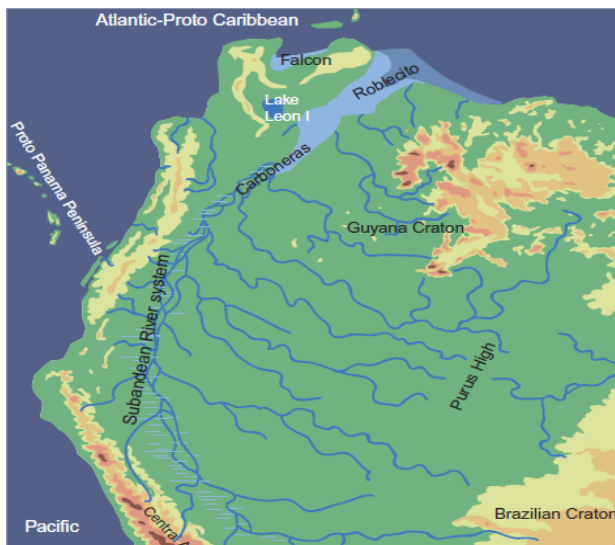 Atlantic-Proto Caribbean
Falcon
Roblecito
Lake
Leon I
Carboneras
Proto Panama Peninsula
Guyana Craton
Subandean River system
Purus High
Central
Brazilian Craton
Pacific